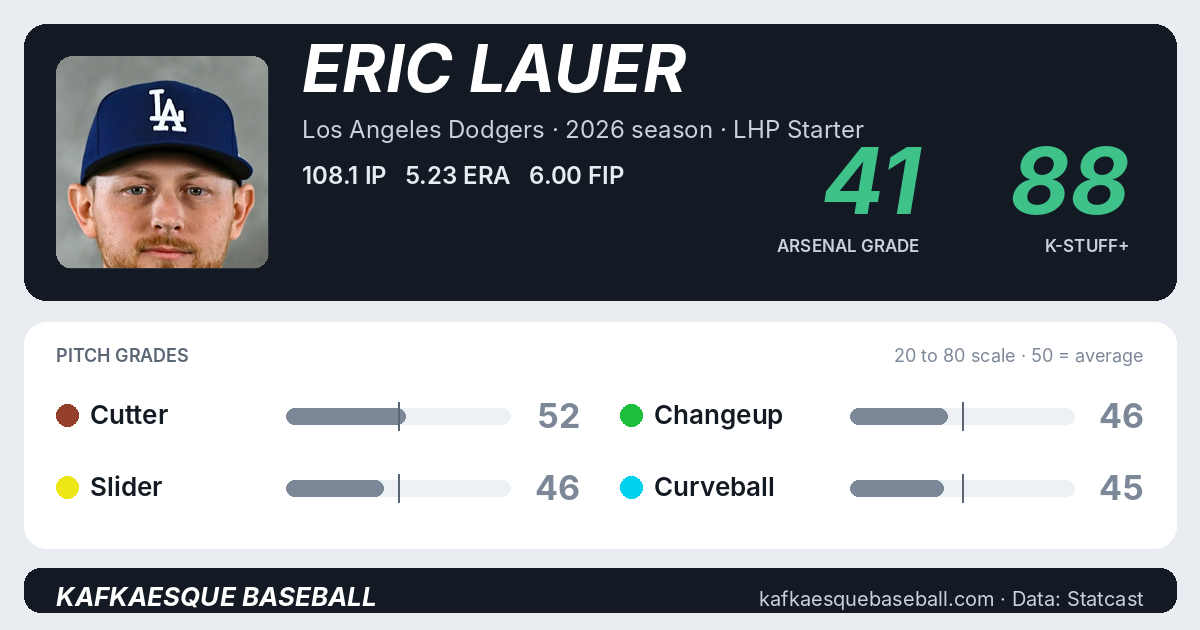 LA
ERIC LAUER
Los Angeles Dodgers · 2026 season · LHP Starter
108.1 IP 5.23 ERA 6.00 FIP
41 88
ARSENAL GRADE K-STUFF+
PITCH GRADES 20 to 80 scale · 50 = average
Cutter 52 Changeup 46
Slider 46 Curveball 45
KAFKAESQUE BASEBALL kafkaesquebaseball.com · Data: Statcast